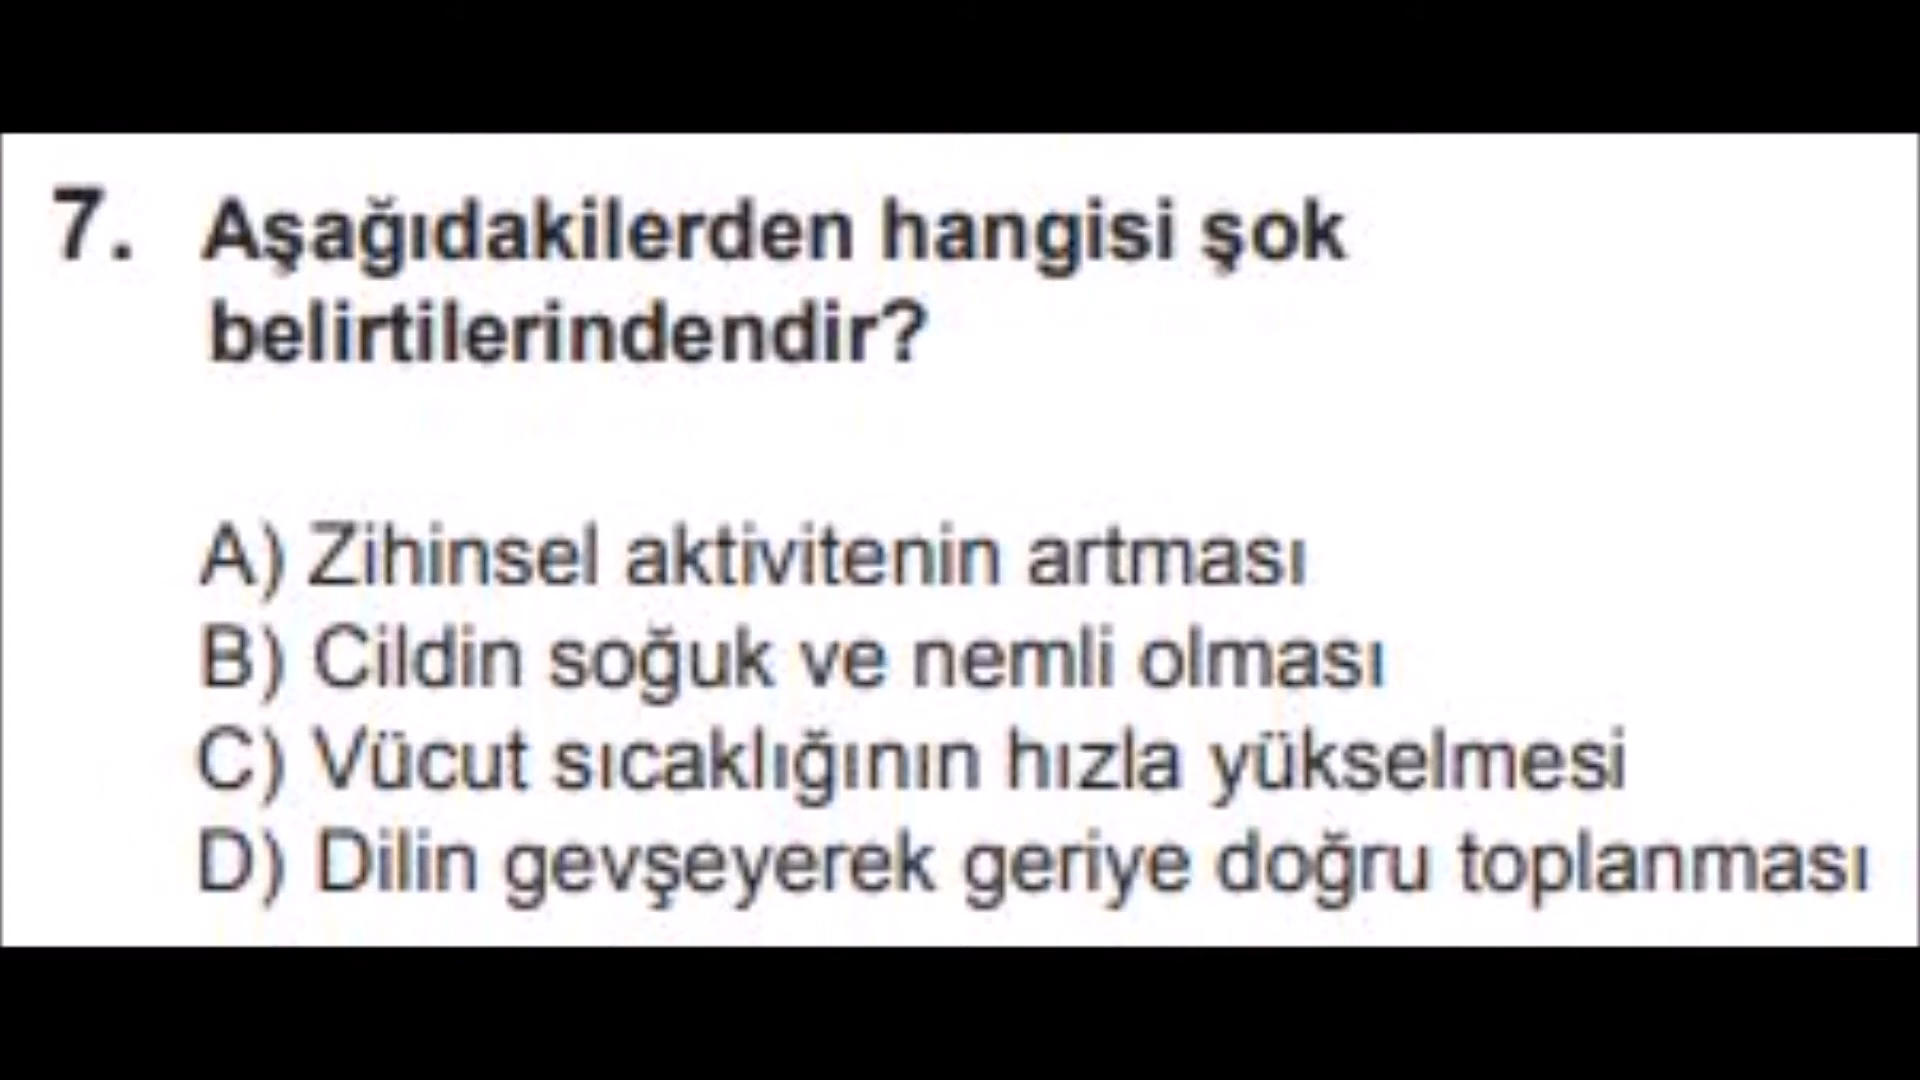 7. Aşağıdakilerden hangisi şok
belirtilerindendir?
A) Zihinsel aktivitenin artması
B) Cildin soğuk ve nemli olması
C) Vücut sıcaklığının hızla yükselmesi
D) Dilin gevşeyerek geriye doğru toplanması